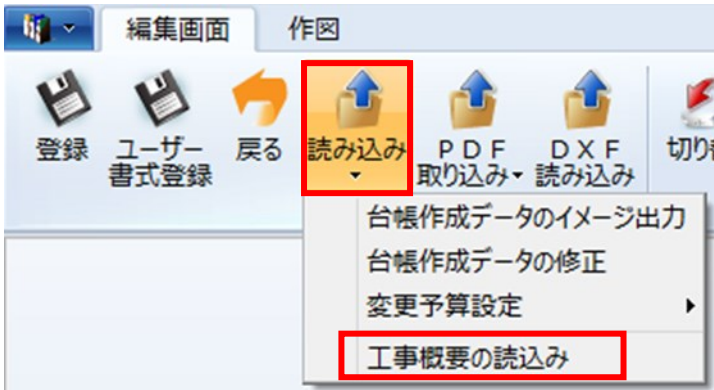 編集画面
作図
登録
ユーザー
書式登録
戻る
読み込み
PDF
取り込み
DXF
読み込み
切り
台帳作成データのイメージ出力
台帳作成データの修正
変更予算設定
工事概要の読込み